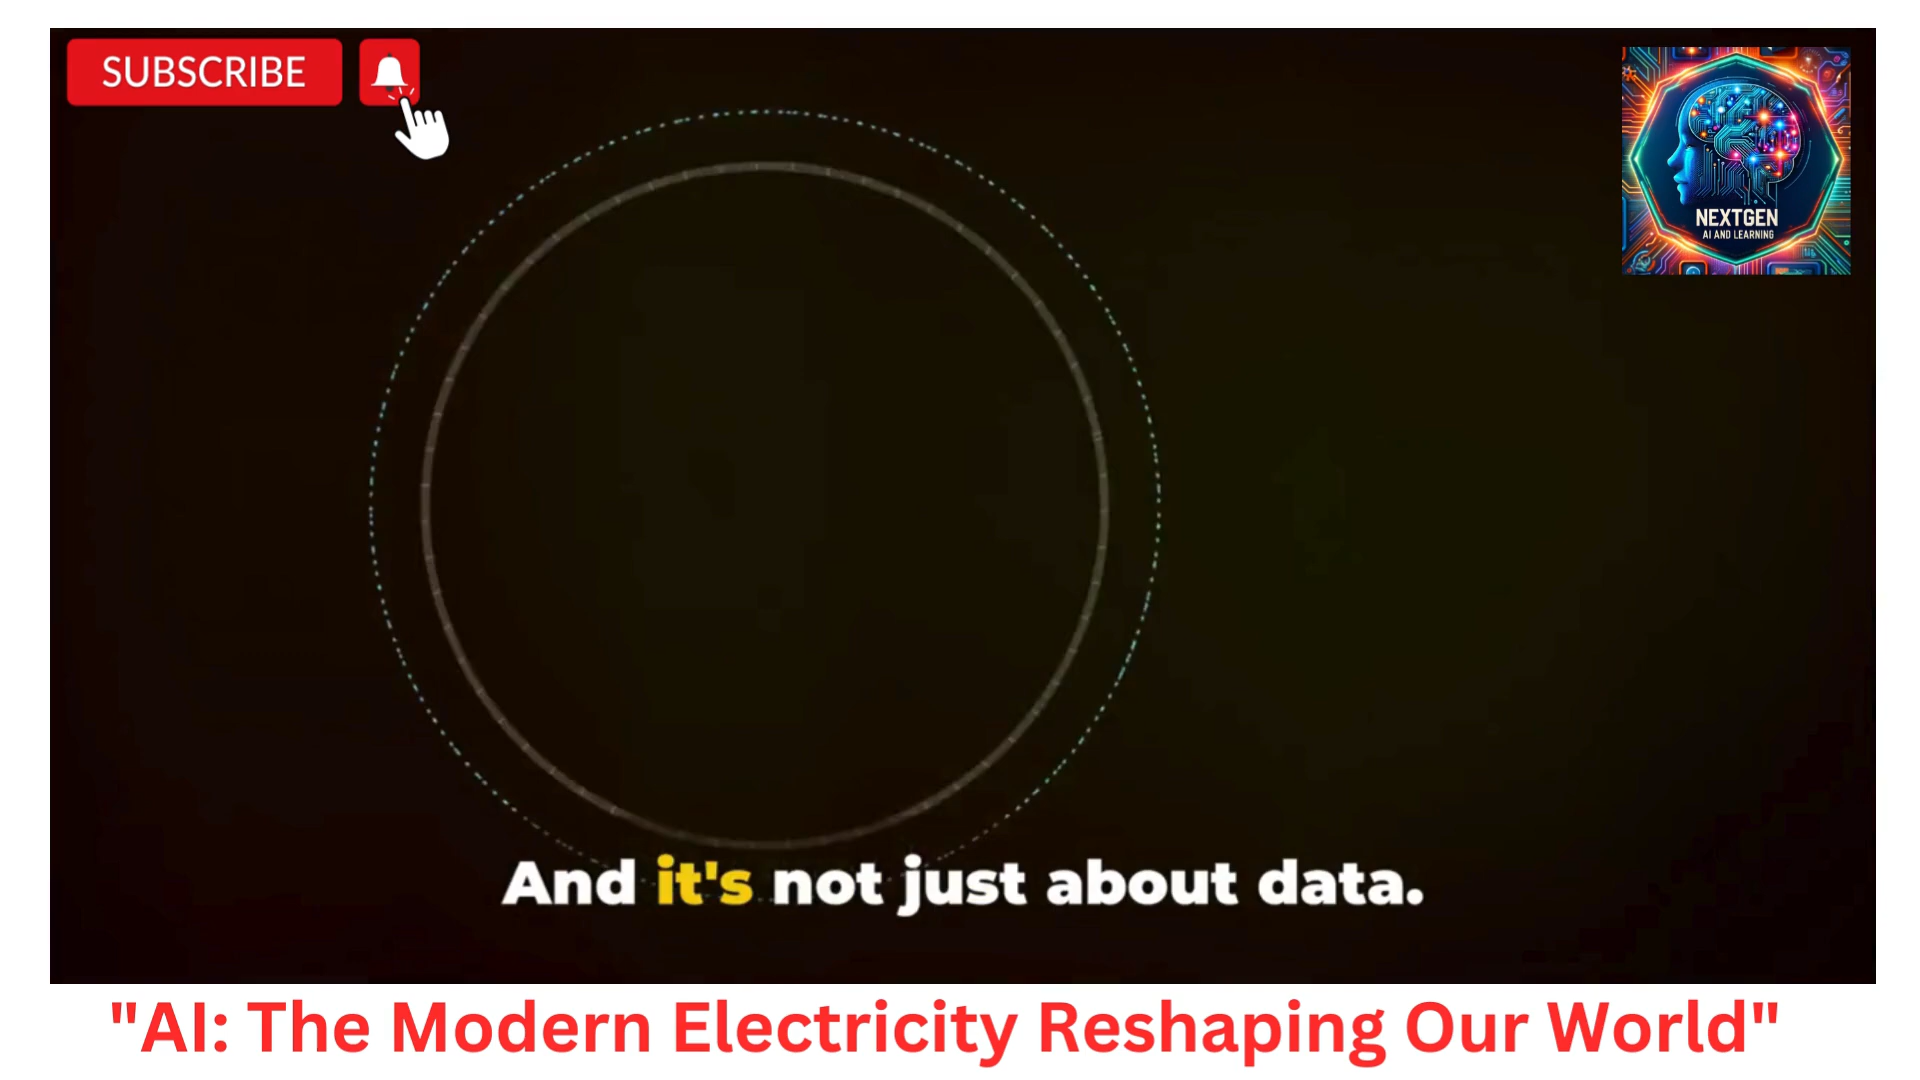 SUBSCRIBE
NEXTGEN
AI AND LEARNING
And it's not just about data.
"AI: The Modern Electricity Reshaping Our World"